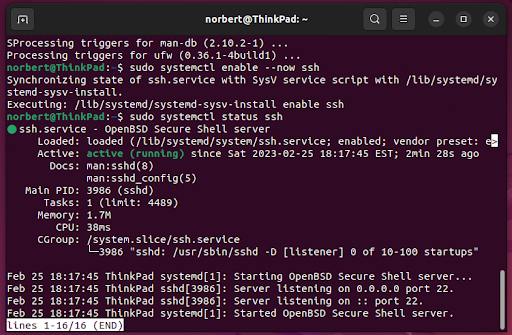 norbert@ThinkPad: ~
SProcessing triggers for man-db (2.10.2-1) ...
Processing triggers for ufw (0.36.1-4build1) ...
norbert@ThinkPad:~$ sudo systemctl enable --now ssh
Synchronizing state of ssh.service with SysV service script with /lib/systemd/sy
stemd-sysv-install.
Executing: /lib/systemd/systemd-sysv-install enable ssh
norbert@ThinkPad:~$ sudo systemctl status ssh
● ssh.service - OpenBSD Secure Shell server
Loaded: loaded (/lib/systemd/system/ssh.service; enabled; vendor preset: e>
Active: active (running) since Sat 2023-02-25 18:17:45 EST; 2min 28s ago
Docs: man:sshd(8)
man:sshd_config(5)
Main PID: 3986 (sshd)
Tasks: 1 (limit: 4489)
Memory: 1.7M
CPU: 38ms
CGroup: /system.slice/ssh.service
└─3986 "sshd: /usr/sbin/sshd -D [listener] 0 of 10-100 startups"
Feb 25 18:17:45 ThinkPad systemd[1]: Starting OpenBSD Secure Shell server...
Feb 25 18:17:45 ThinkPad sshd[3986]: Server listening on 0.0.0.0 port 22.
Feb 25 18:17:45 ThinkPad sshd[3986]: Server listening on :: port 22.
Feb 25 18:17:45 ThinkPad systemd[1]: Started OpenBSD Secure Shell server.
lines 1-16/16 (END)